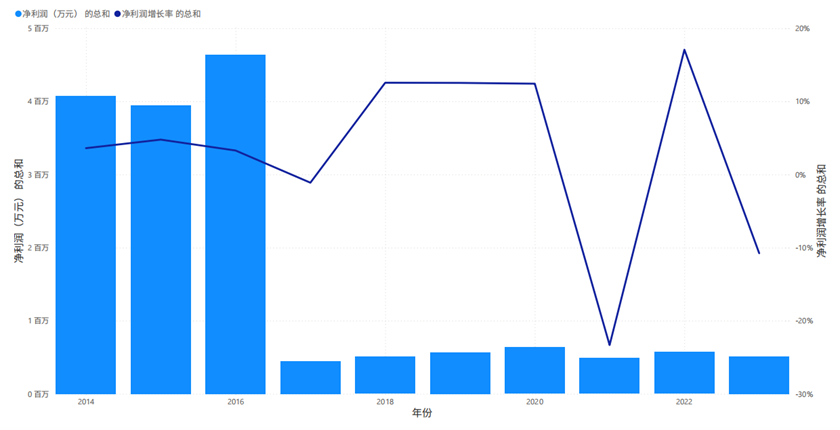 净利润（万元） 的总和 净利润增长率 的总和
5 百万
4 百万
3 百万
2 百万
1 百万
0 百万
净利润（万元） 的总和
20%
10%
0%
-10%
-20%
-30%
净利润增长率 的总和
2014
2016
2018
2020
2022
年份